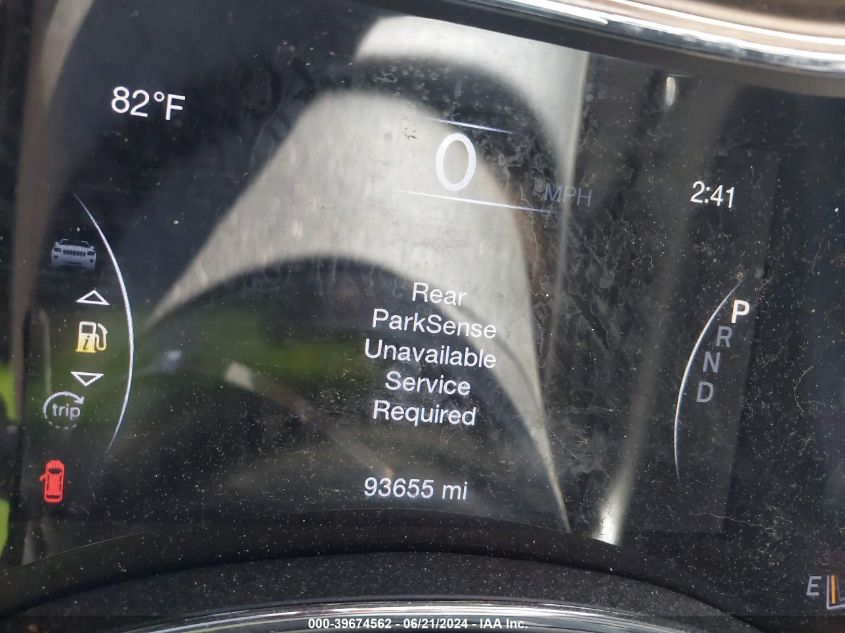 82°F
0
MPH
2:41
Rear
ParkSense
Unavailable
Service
Required
P
R
N
D
trip
93655 mi
E
000-39674562 - 06/21/2024 - IAA Inc.